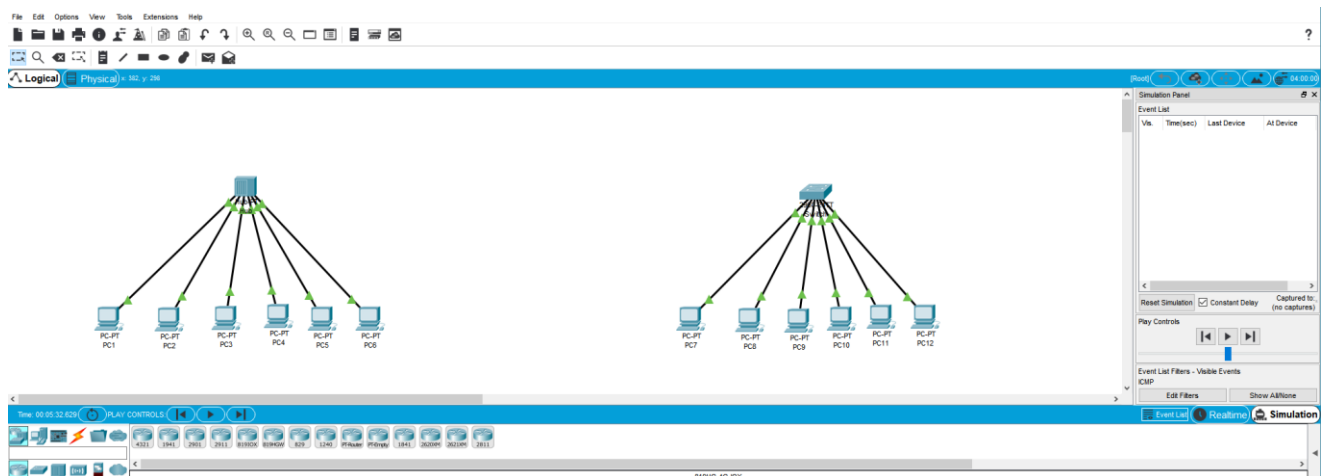 File Edit Options View Tools Extensions Help
?
Logical Physical x: 382, y: 296 [Root] 04:00:00
Simulation Panel
Event List
Vis. Time(sec) Last Device At Device
PC-PT PC-PT PC-PT PC-PT PC-PT PC-PT
PC1 PC2 PC3 PC4 PC5 PC6
PC-PT PC-PT PC-PT PC-PT PC-PT PC-PT
PC7 PC8 PC9 PC10 PC11 PC12
Reset Simulation Constant Delay Captured to:
(no captures)
Play Controls
Event List Filters - Visible Events
ICMP
Edit Filters Show All/None
Time: 00:05:32.629 PLAY CONTROLS: Event List Realtime Simulation
4321 1941 2901 2911 819IOX 819HGW 829 1240 PT-Router PT-Empty 1841 2620XM 2621XM 2811